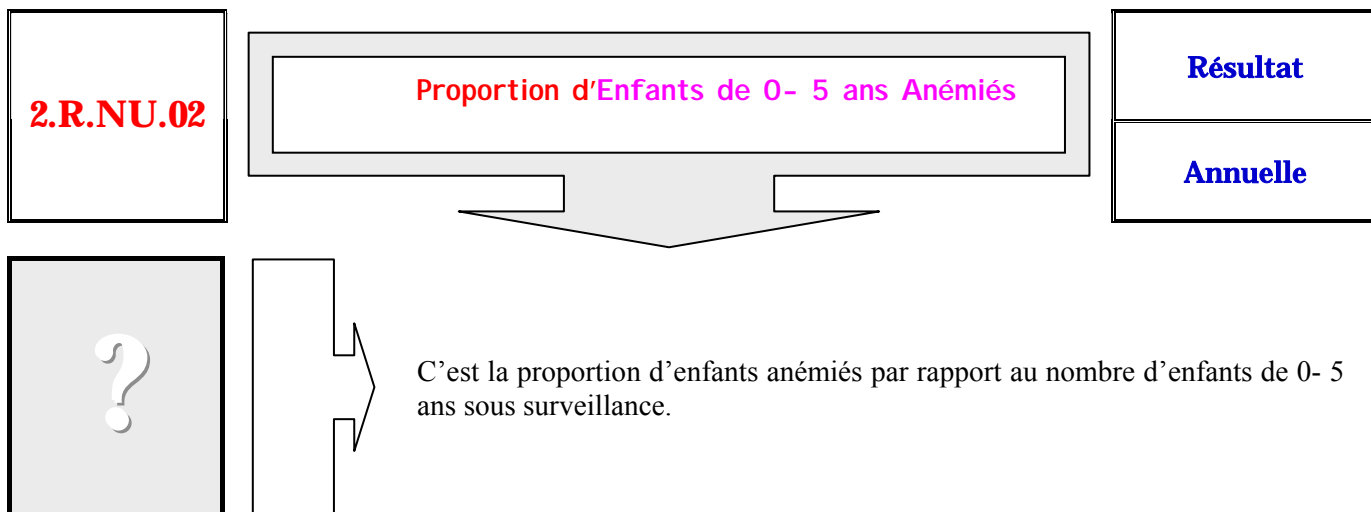 2.R.NU.02
Proportion d'Enfants de 0- 5 ans Anémiés
Résultat
Annuelle
?
C’est la proportion d’enfants anémiés par rapport au nombre d’enfants de 0- 5
ans sous surveillance.